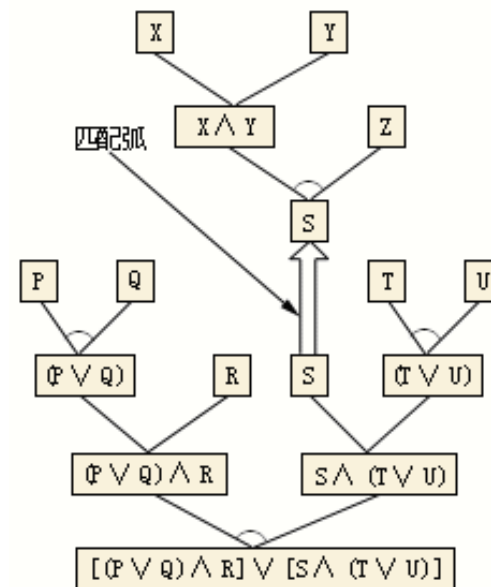 X Y
X∧Y Z
匹配弧
S
P Q T U
(P∨Q) R S (T∨U)
(P∨Q)∧R S∧(T∨U)
[(P∨Q)∧R]∨[S∧(T∨U)]